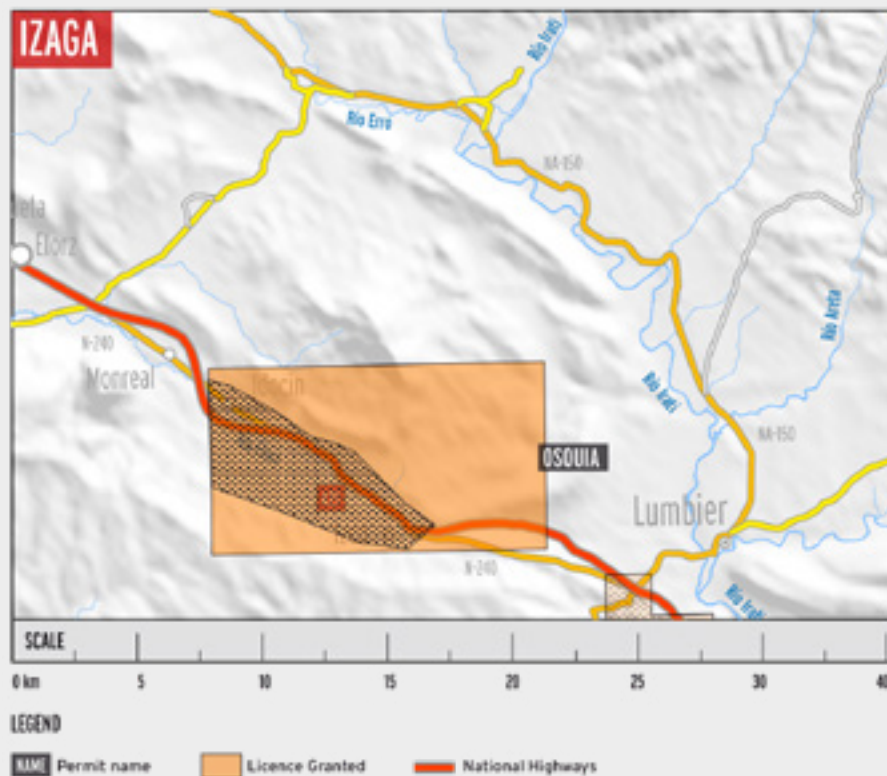 IZAGA
Río Irati
Río Erro
NA-150
Elorz
N-240
Monreal
Río Irati
Río Areta
NA-150
OSQUIA
Lumbier
N-240
Río Irati
SCALE
0 km 5 10 15 20 25 30 40
LEGEND
NAME Permit name Licence Granted National Highways